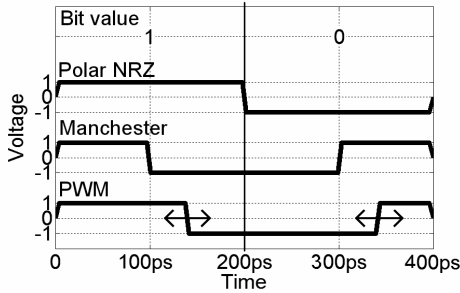 Bit value
1 0
Polar NRZ
1
0
-1
Manchester
1
0
-1
PWM
1
0
-1
Voltage
0 100ps 200ps 300ps 400ps
Time